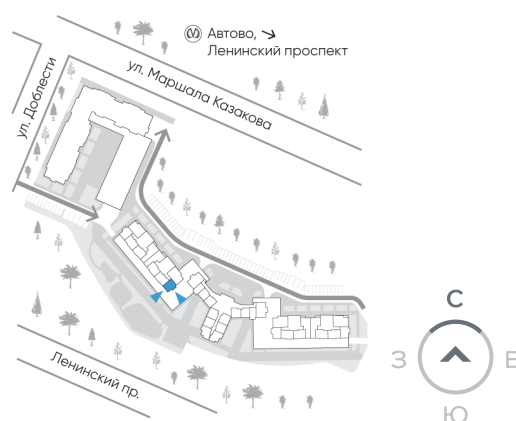 Автово, ↘
Ленинский проспект
ул. Маршала Казакова
ул. Доблести
Ленинский пр.
С
З
В
Ю